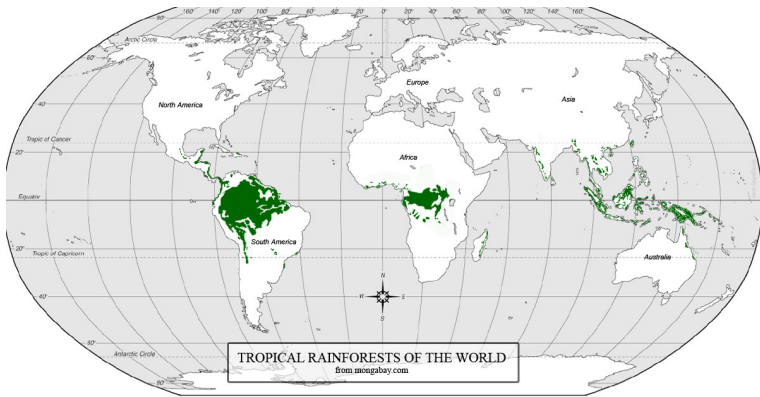 160° 140° 120° 100° 80° 60° 40° 20° 0° 20° 40° 60° 80° 100° 120° 140° 160°
80°
Arctic Circle
60°
Europe
Asia
North America
40°
Tropic of Cancer
20°
Africa
Equator
0°
South America
20°
Tropic of Capricorn
Australia
N
W E
S
40°
60°
Antarctic Circle
TROPICAL RAINFORESTS OF THE WORLD
from mongabay.com
80°